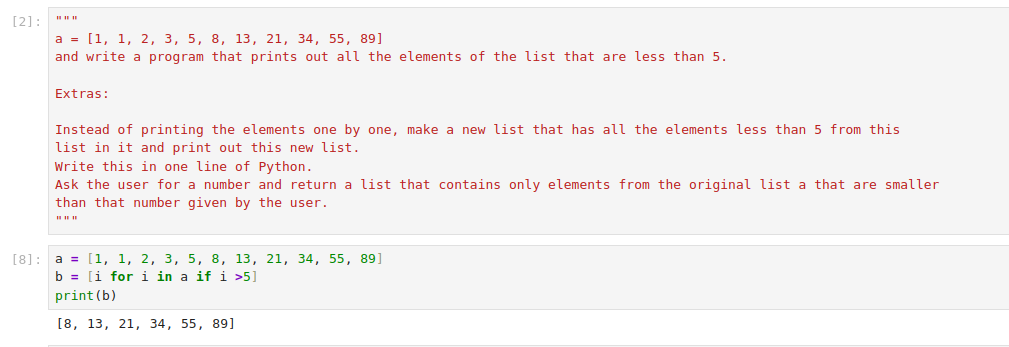 [2]:
"""
a = [1, 1, 2, 3, 5, 8, 13, 21, 34, 55, 89]
and write a program that prints out all the elements of the list that are less than 5.
Extras:
Instead of printing the elements one by one, make a new list that has all the elements less than 5 from this
list in it and print out this new list.
Write this in one line of Python.
Ask the user for a number and return a list that contains only elements from the original list a that are smaller
than that number given by the user.
"""
[8]:
a = [1, 1, 2, 3, 5, 8, 13, 21, 34, 55, 89]
b = [i for i in a if i >5]
print(b)
[8, 13, 21, 34, 55, 89]